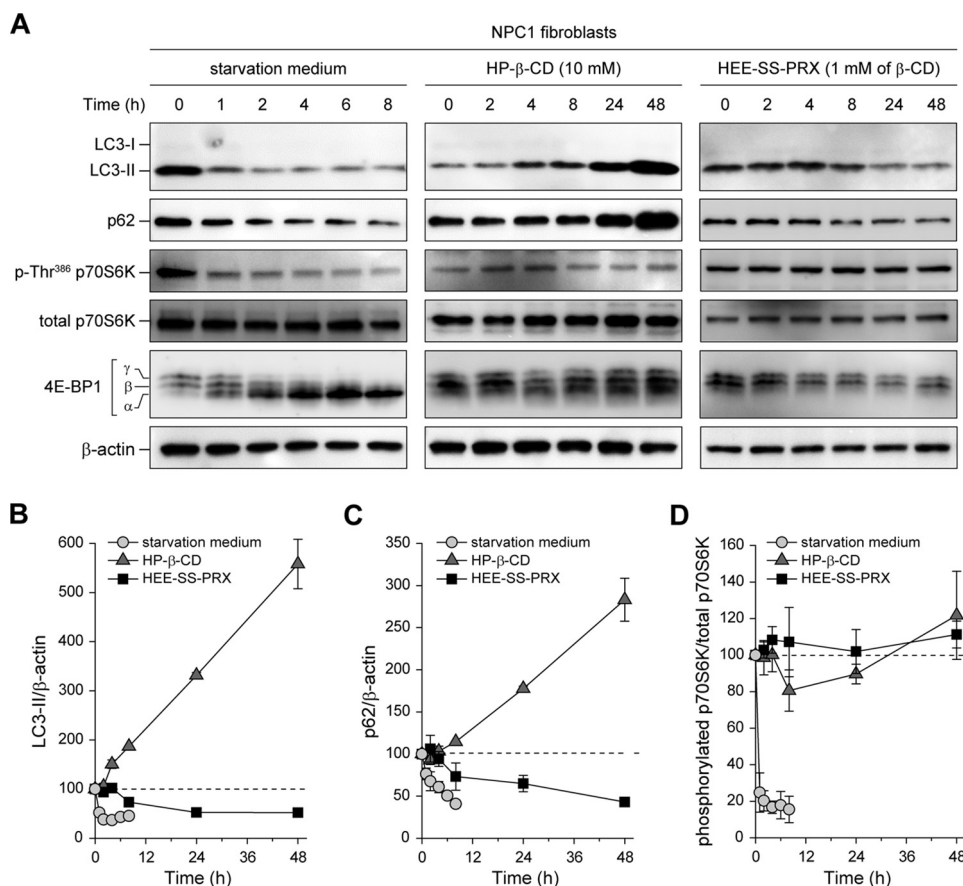 A
NPC1 fibroblasts
starvation medium
HP-β-CD (10 mM)
HEE-SS-PRX (1 mM of β-CD)
Time (h) 0 1 2 4 6 8
0 2 4 8 24 48
0 2 4 8 24 48
LC3-I
LC3-II
p62
p-Thr³⁸⁶ p70S6K
total p70S6K
4E-BP1
γ
β
α
β-actin
B
starvation medium
HP-β-CD
HEE-SS-PRX
LC3-II/β-actin
600
500
400
300
200
100
0
0 12 24 36 48
Time (h)
C
starvation medium
HP-β-CD
HEE-SS-PRX
p62/β-actin
350
300
250
200
150
100
50
0
0 12 24 36 48
Time (h)
D
starvation medium
HP-β-CD
HEE-SS-PRX
phosphorylated p70S6K/total p70S6K
160
140
120
100
80
60
40
20
0
0 12 24 36 48
Time (h)